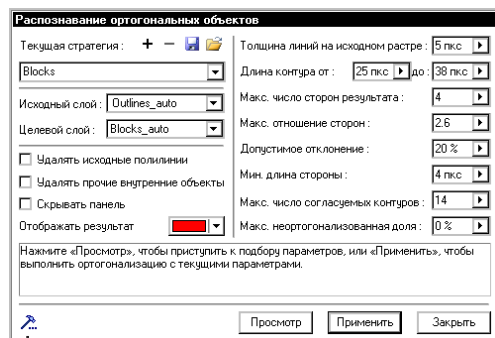 Распознавание ортогональных объектов
Текущая стратегия :
Blocks
Исходный слой : Outlines_auto
Целевой слой : Blocks_auto
Удалять исходные полилинии
Удалять прочие внутренние объекты
Скрывать панель
Отображать результат
Толщина линий на исходном растре : 5 пкс
Длина контура от : 25 пкс до : 38 пкс
Макс. число сторон результата : 4
Макс. отношение сторон : 2.6
Допустимое отклонение : 20 %
Мин. длина стороны : 4 пкс
Макс. число согласуемых контуров : 14
Макс. неортогонализованная доля : 0 %
Нажмите «Просмотр», чтобы приступить к подбору параметров, или «Применить», чтобы
выполнить ортогонализацию с текущими параметрами.
Просмотр Применить Закрыть